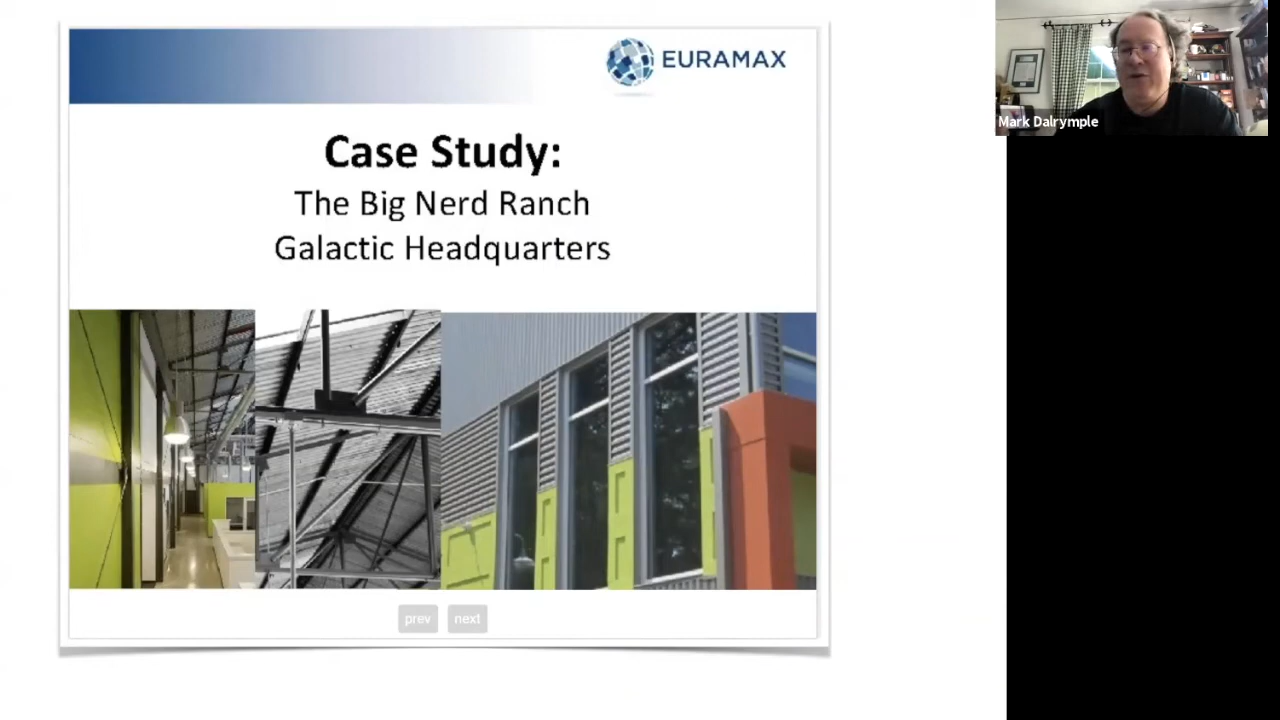 EURAMAX
Mark Dalrymple
Case Study:
The Big Nerd Ranch
Galactic Headquarters
prev
next